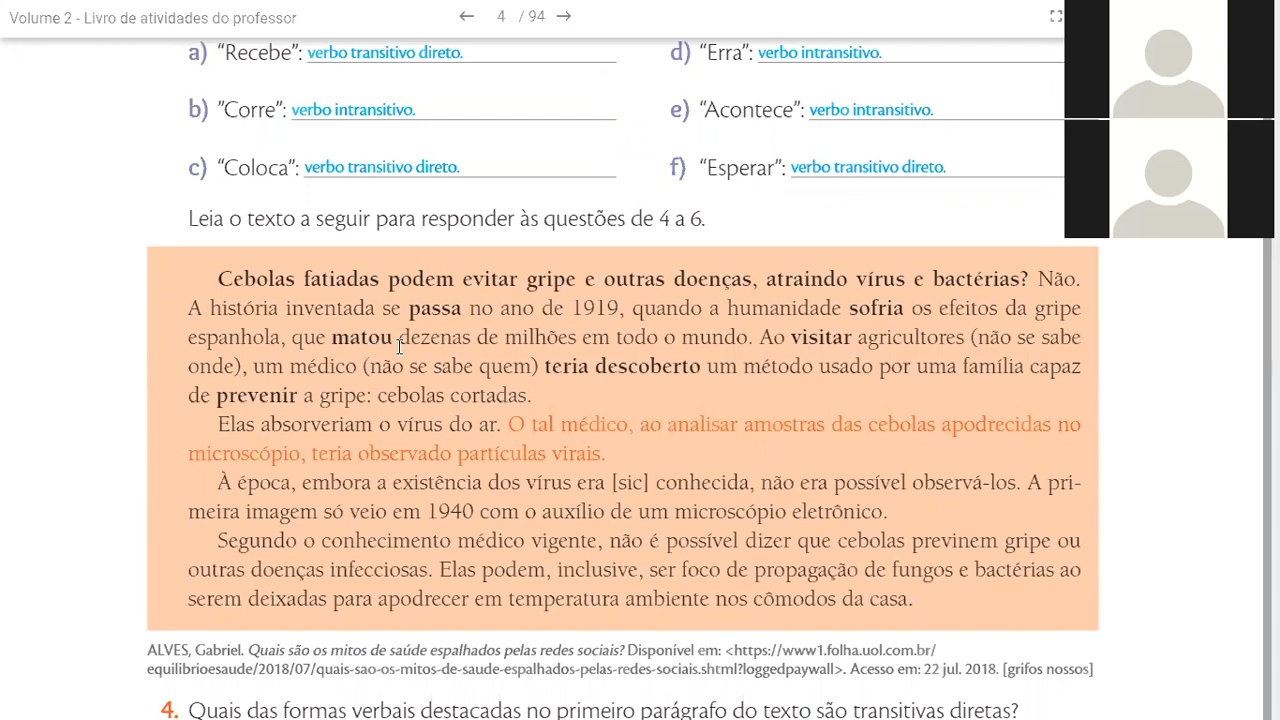 Volume 2 - Livro de atividades do professor
4 / 94
a) “Recebe”: verbo transitivo direto.
d) “Erra”: verbo intransitivo.
b) ”Corre”: verbo intransitivo.
e) “Acontece”: verbo intransitivo.
c) “Coloca”: verbo transitivo direto.
f) “Esperar”: verbo transitivo direto.
Leia o texto a seguir para responder às questões de 4 a 6.
Cebolas fatiadas podem evitar gripe e outras doenças, atraindo vírus e bactérias? Não.
A história inventada se passa no ano de 1919, quando a humanidade sofria os efeitos da gripe
espanhola, que matou dezenas de milhões em todo o mundo. Ao visitar agricultores (não se sabe
onde), um médico (não se sabe quem) teria descoberto um método usado por uma família capaz
de prevenir a gripe: cebolas cortadas.
Elas absorveriam o vírus do ar. O tal médico, ao analisar amostras das cebolas apodrecidas no
microscópio, teria observado partículas virais.
À época, embora a existência dos vírus era [sic] conhecida, não era possível observá-los. A pri-
meira imagem só veio em 1940 com o auxílio de um microscópio eletrônico.
Segundo o conhecimento médico vigente, não é possível dizer que cebolas previnem gripe ou
outras doenças infecciosas. Elas podem, inclusive, ser foco de propagação de fungos e bactérias ao
serem deixadas para apodrecer em temperatura ambiente nos cômodos da casa.
ALVES, Gabriel. Quais são os mitos de saúde espalhados pelas redes sociais? Disponível em: <https://www1.folha.uol.com.br/
equilibrioesaude/2018/07/quais-sao-os-mitos-de-saude-espalhados-pelas-redes-sociais.shtml?loggedpaywall>. Acesso em: 22 jul. 2018. [grifos nossos]
4. Quais das formas verbais destacadas no primeiro parágrafo do texto são transitivas diretas?